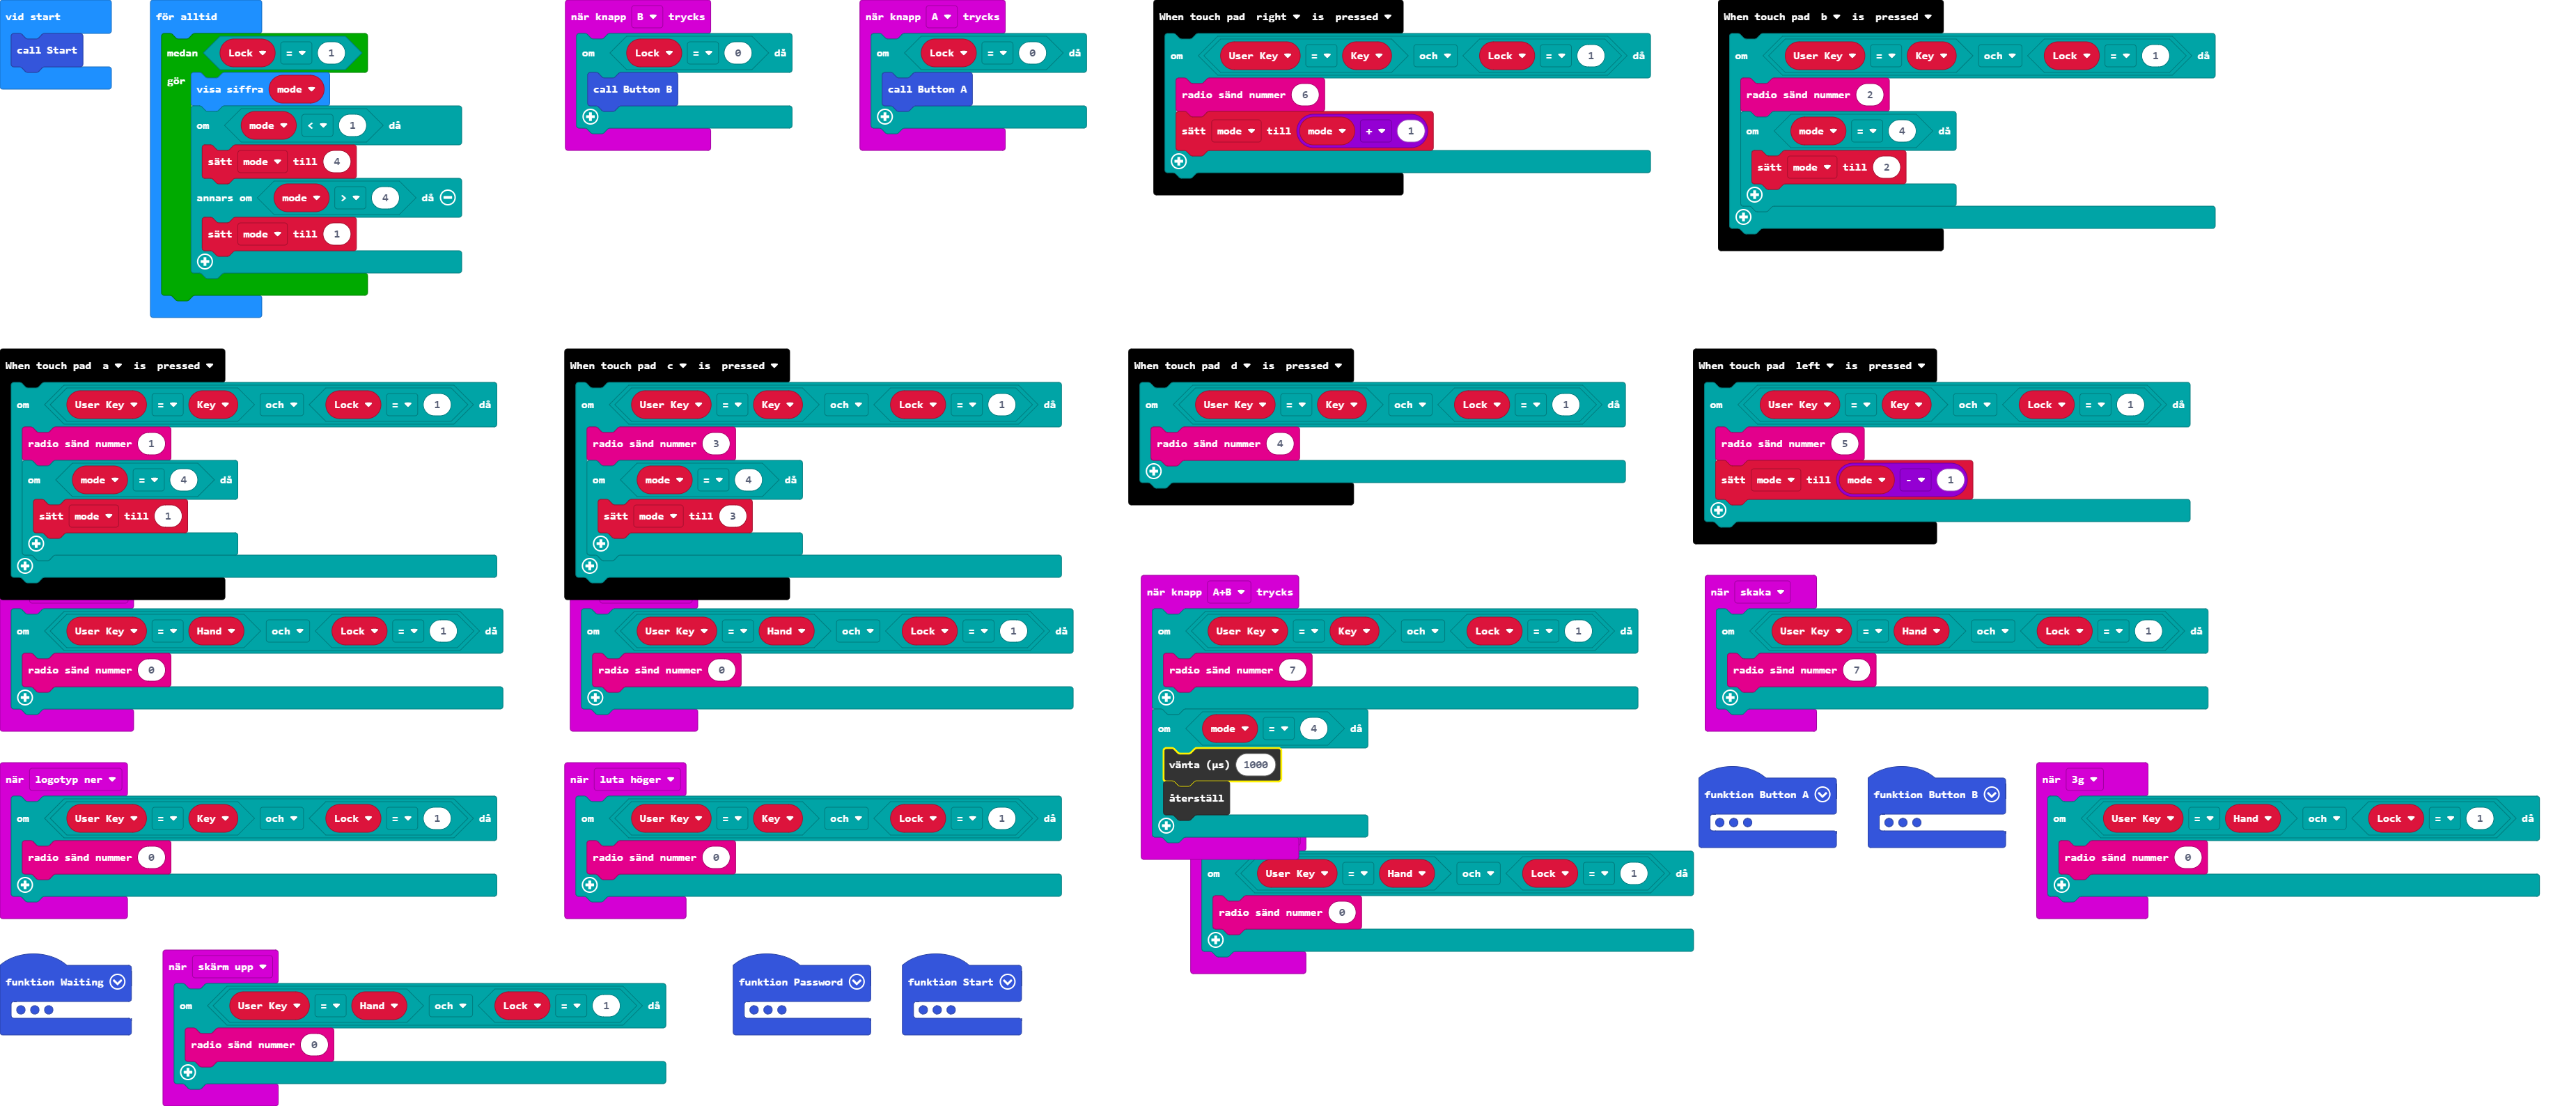 vid start
call Start
för alltid
medan Lock = 1
gör
visa siffra mode
om mode < 1 då
sätt mode till 4
annars om mode > 4 då
sätt mode till 1
när knapp B trycks
om Lock = 0 då
call Button B
när knapp A trycks
om Lock = 0 då
call Button A
When touch pad right is pressed
om User Key = Key och Lock = 1 då
radio sänd nummer 6
sätt mode till mode + 1
When touch pad b is pressed
om User Key = Key och Lock = 1 då
radio sänd nummer 2
om mode = 4 då
sätt mode till 2
When touch pad a is pressed
om User Key = Key och Lock = 1 då
radio sänd nummer 1
om mode = 4 då
sätt mode till 1
When touch pad c is pressed
om User Key = Key och Lock = 1 då
radio sänd nummer 3
om mode = 4 då
sätt mode till 3
When touch pad d is pressed
om User Key = Key och Lock = 1 då
radio sänd nummer 4
When touch pad left is pressed
om User Key = Key och Lock = 1 då
radio sänd nummer 5
sätt mode till mode - 1
om User Key = Hand och Lock = 1 då
radio sänd nummer 0
om User Key = Hand och Lock = 1 då
radio sänd nummer 0
när knapp A+B trycks
om User Key = Key och Lock = 1 då
radio sänd nummer 7
om mode = 4 då
vänta (µs) 1000
återställ
när skaka
om User Key = Hand och Lock = 1 då
radio sänd nummer 7
när logotyp ner
om User Key = Key och Lock = 1 då
radio sänd nummer 0
när luta höger
om User Key = Key och Lock = 1 då
radio sänd nummer 0
om User Key = Hand och Lock = 1 då
radio sänd nummer 0
funktion Button A
funktion Button B
när 3g
om User Key = Hand och Lock = 1 då
radio sänd nummer 0
funktion Waiting
när skärm upp
om User Key = Hand och Lock = 1 då
radio sänd nummer 0
funktion Password
funktion Start